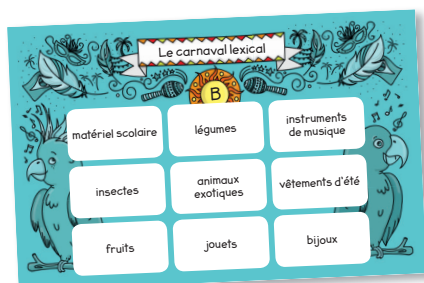 Le carnaval lexical
B
matériel scolaire
légumes
instruments
de musique
insectes
animaux
exotiques
vêtements d'été
fruits
jouets
bijoux